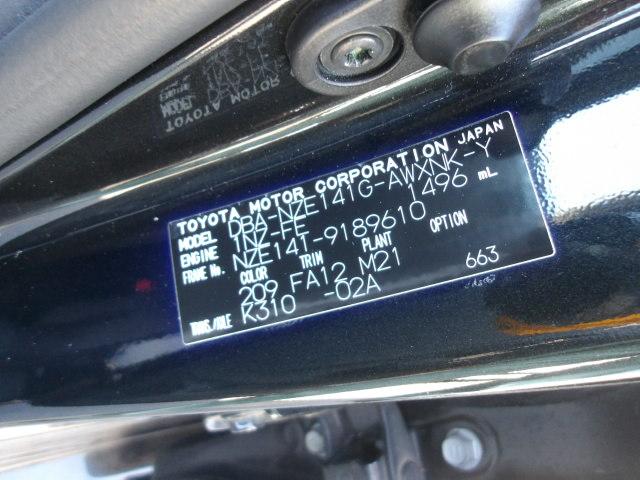 TOYOTA MOTOR CORPORATION JAPAN
MODEL DBA-NZE141G-AWXNK-Y
ENGINE 1NZ-FE 1496 mL
FRAME No. NZE141-9189610
COLOR TRIM PLANT OPTION
209 FA12 M21 663
TRANS./AXLE K310 -02A